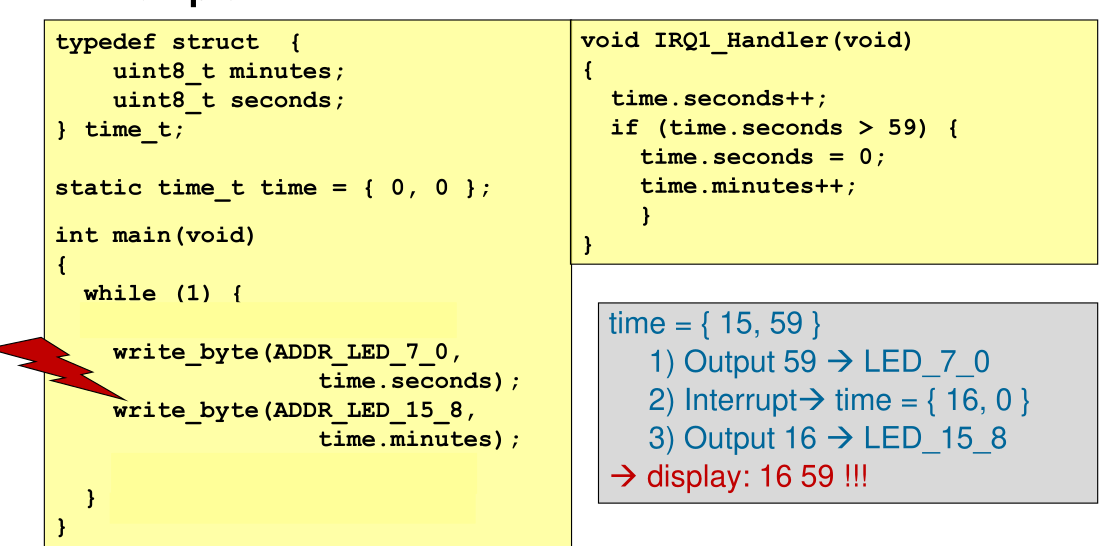 typedef struct  {
    uint8_t minutes;
    uint8_t seconds;
} time_t;
static time_t time = { 0, 0 };
int main(void)
{
  while (1) {
    write_byte(ADDR_LED_7_0,
                  time.seconds);
    write_byte(ADDR_LED_15_8,
                  time.minutes);
  }
}
void IRQ1_Handler(void)
{
  time.seconds++;
  if (time.seconds > 59) {
    time.seconds = 0;
    time.minutes++;
    }
}
time = { 15, 59 }
1) Output 59 → LED_7_0
2) Interrupt→ time = { 16, 0 }
3) Output 16 → LED_15_8
→ display: 16 59 !!!